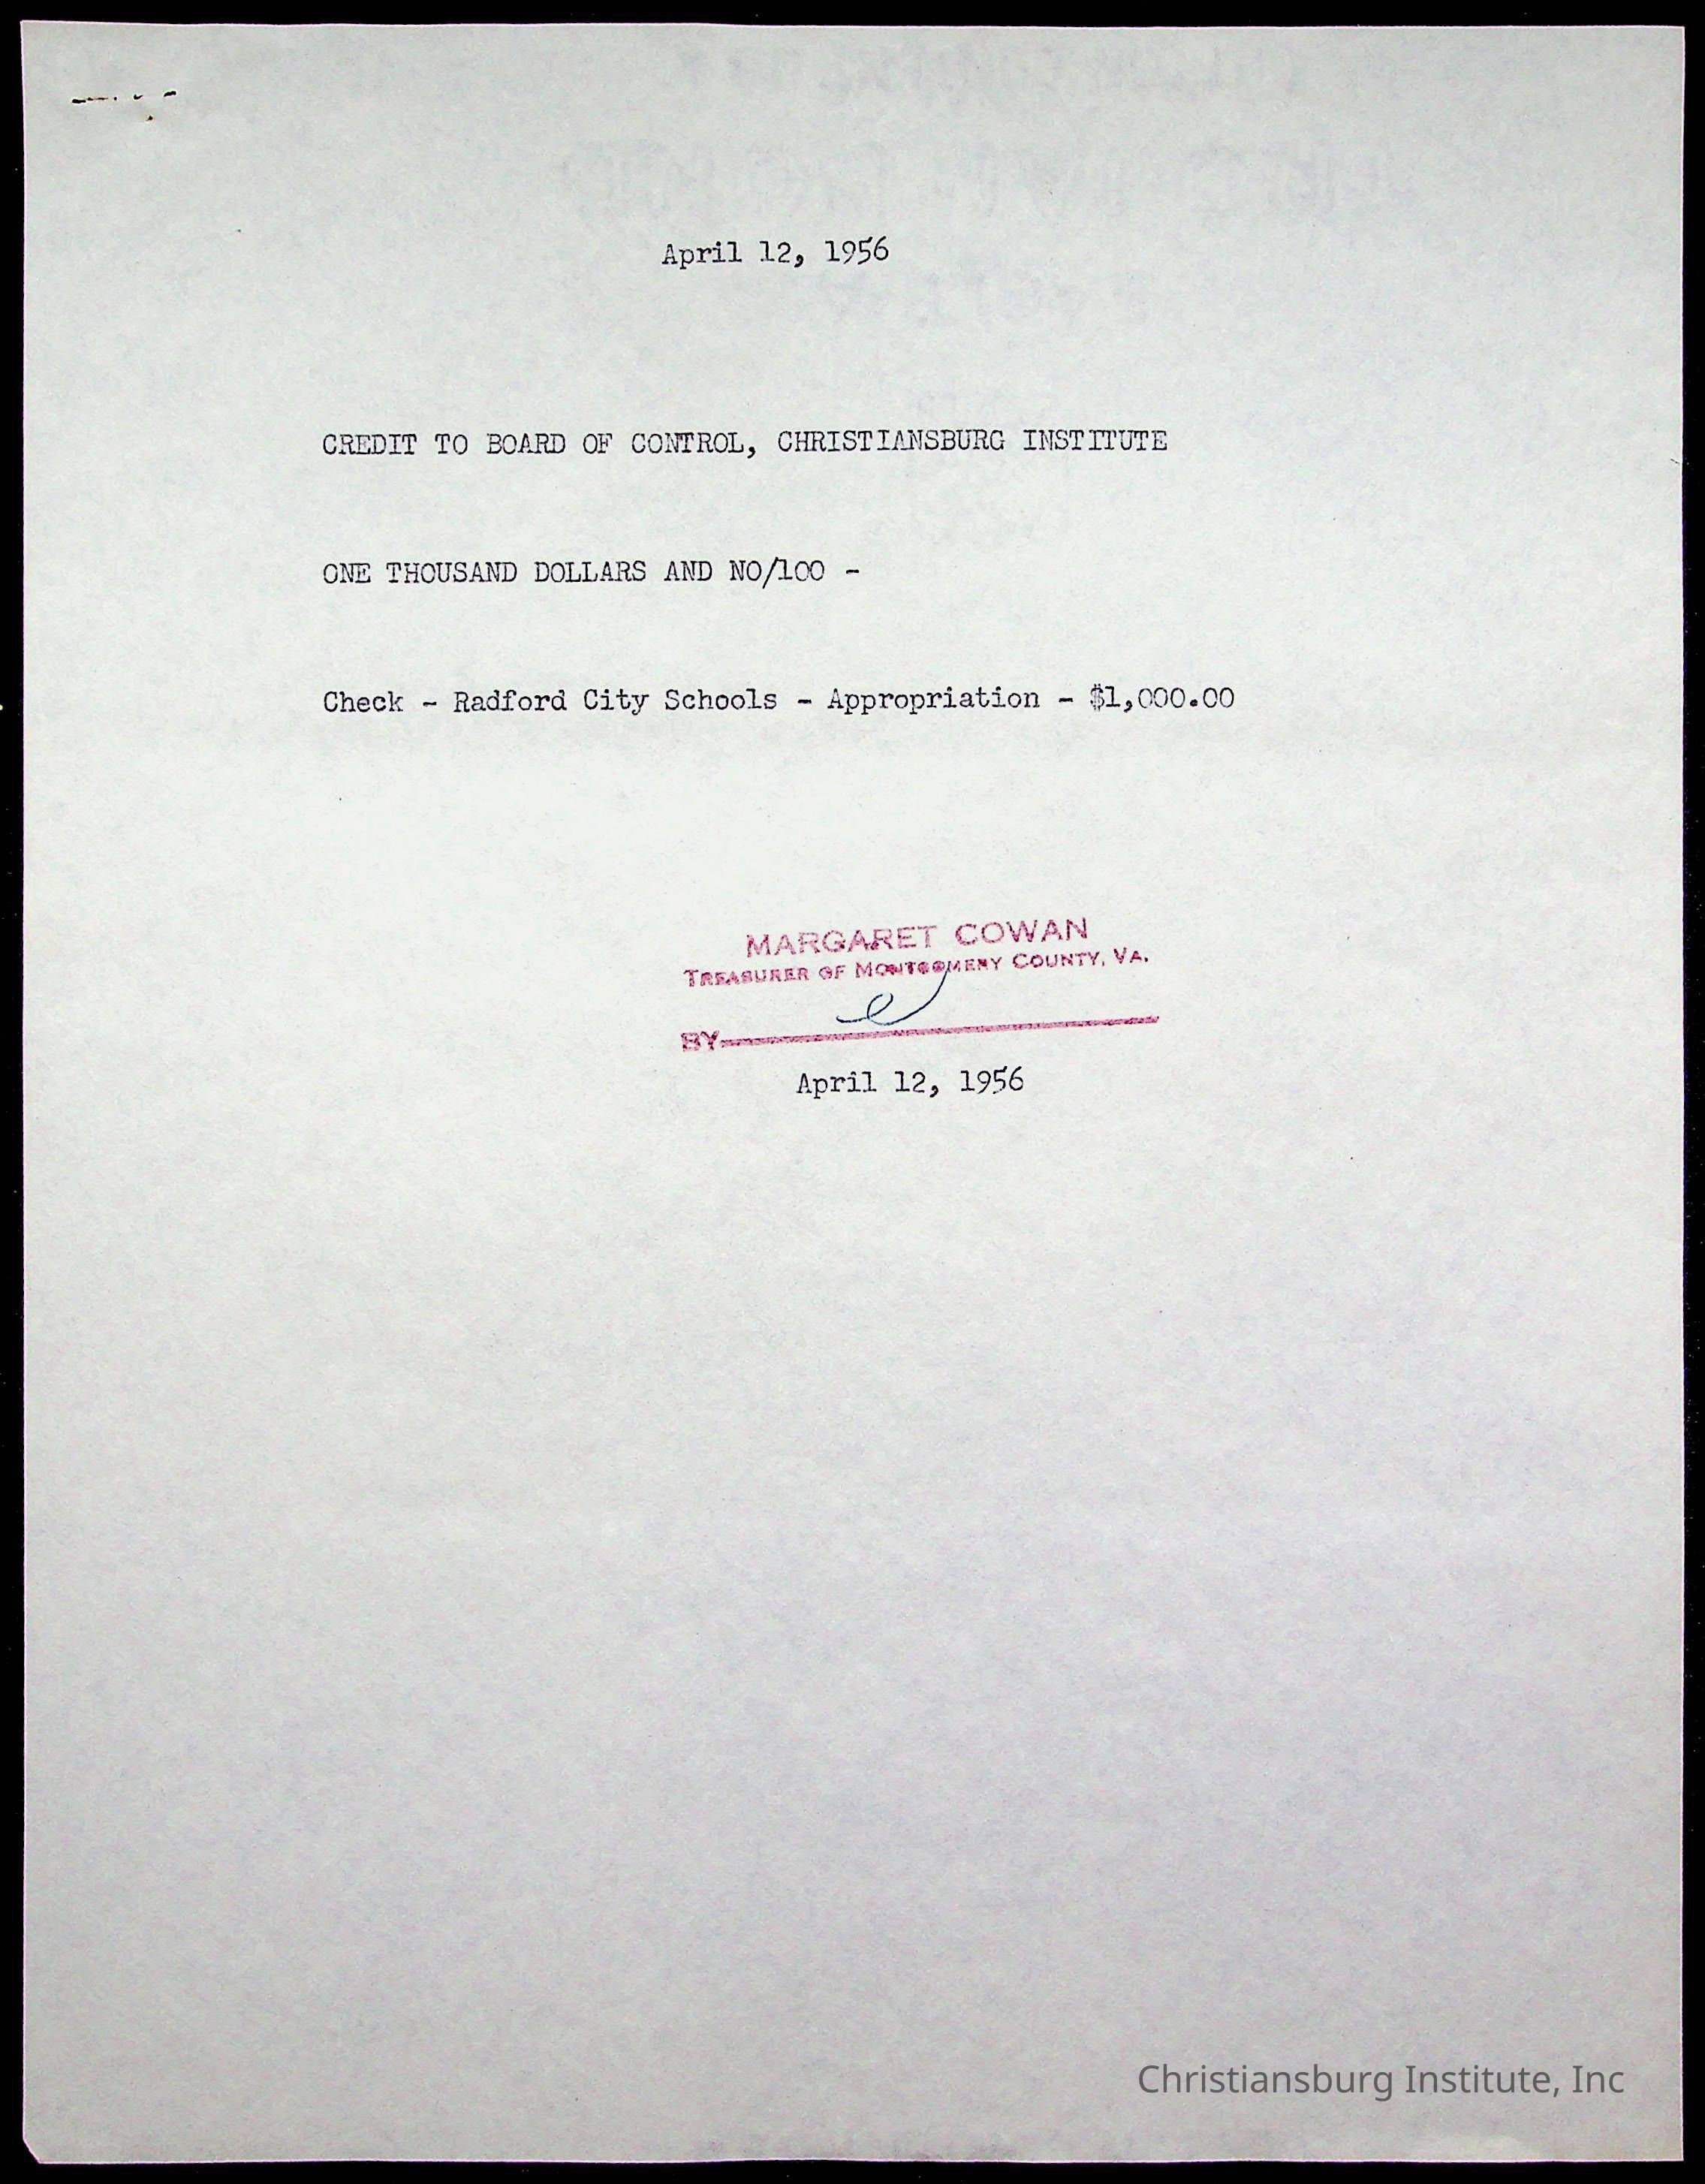 April 12, 1956
CREDIT TO BOARD OF CONTROL, CHRISTIANSBURG INSTITUTE
ONE THOUSAND DOLLARS AND NO/100 -
Check - Radford City Schools - Appropriation - $1,000.00
MARGARET COWAN
TREASURER OF MONTGOMERY COUNTY, VA.
BY
April 12, 1956
Christiansburg Institute, Inc